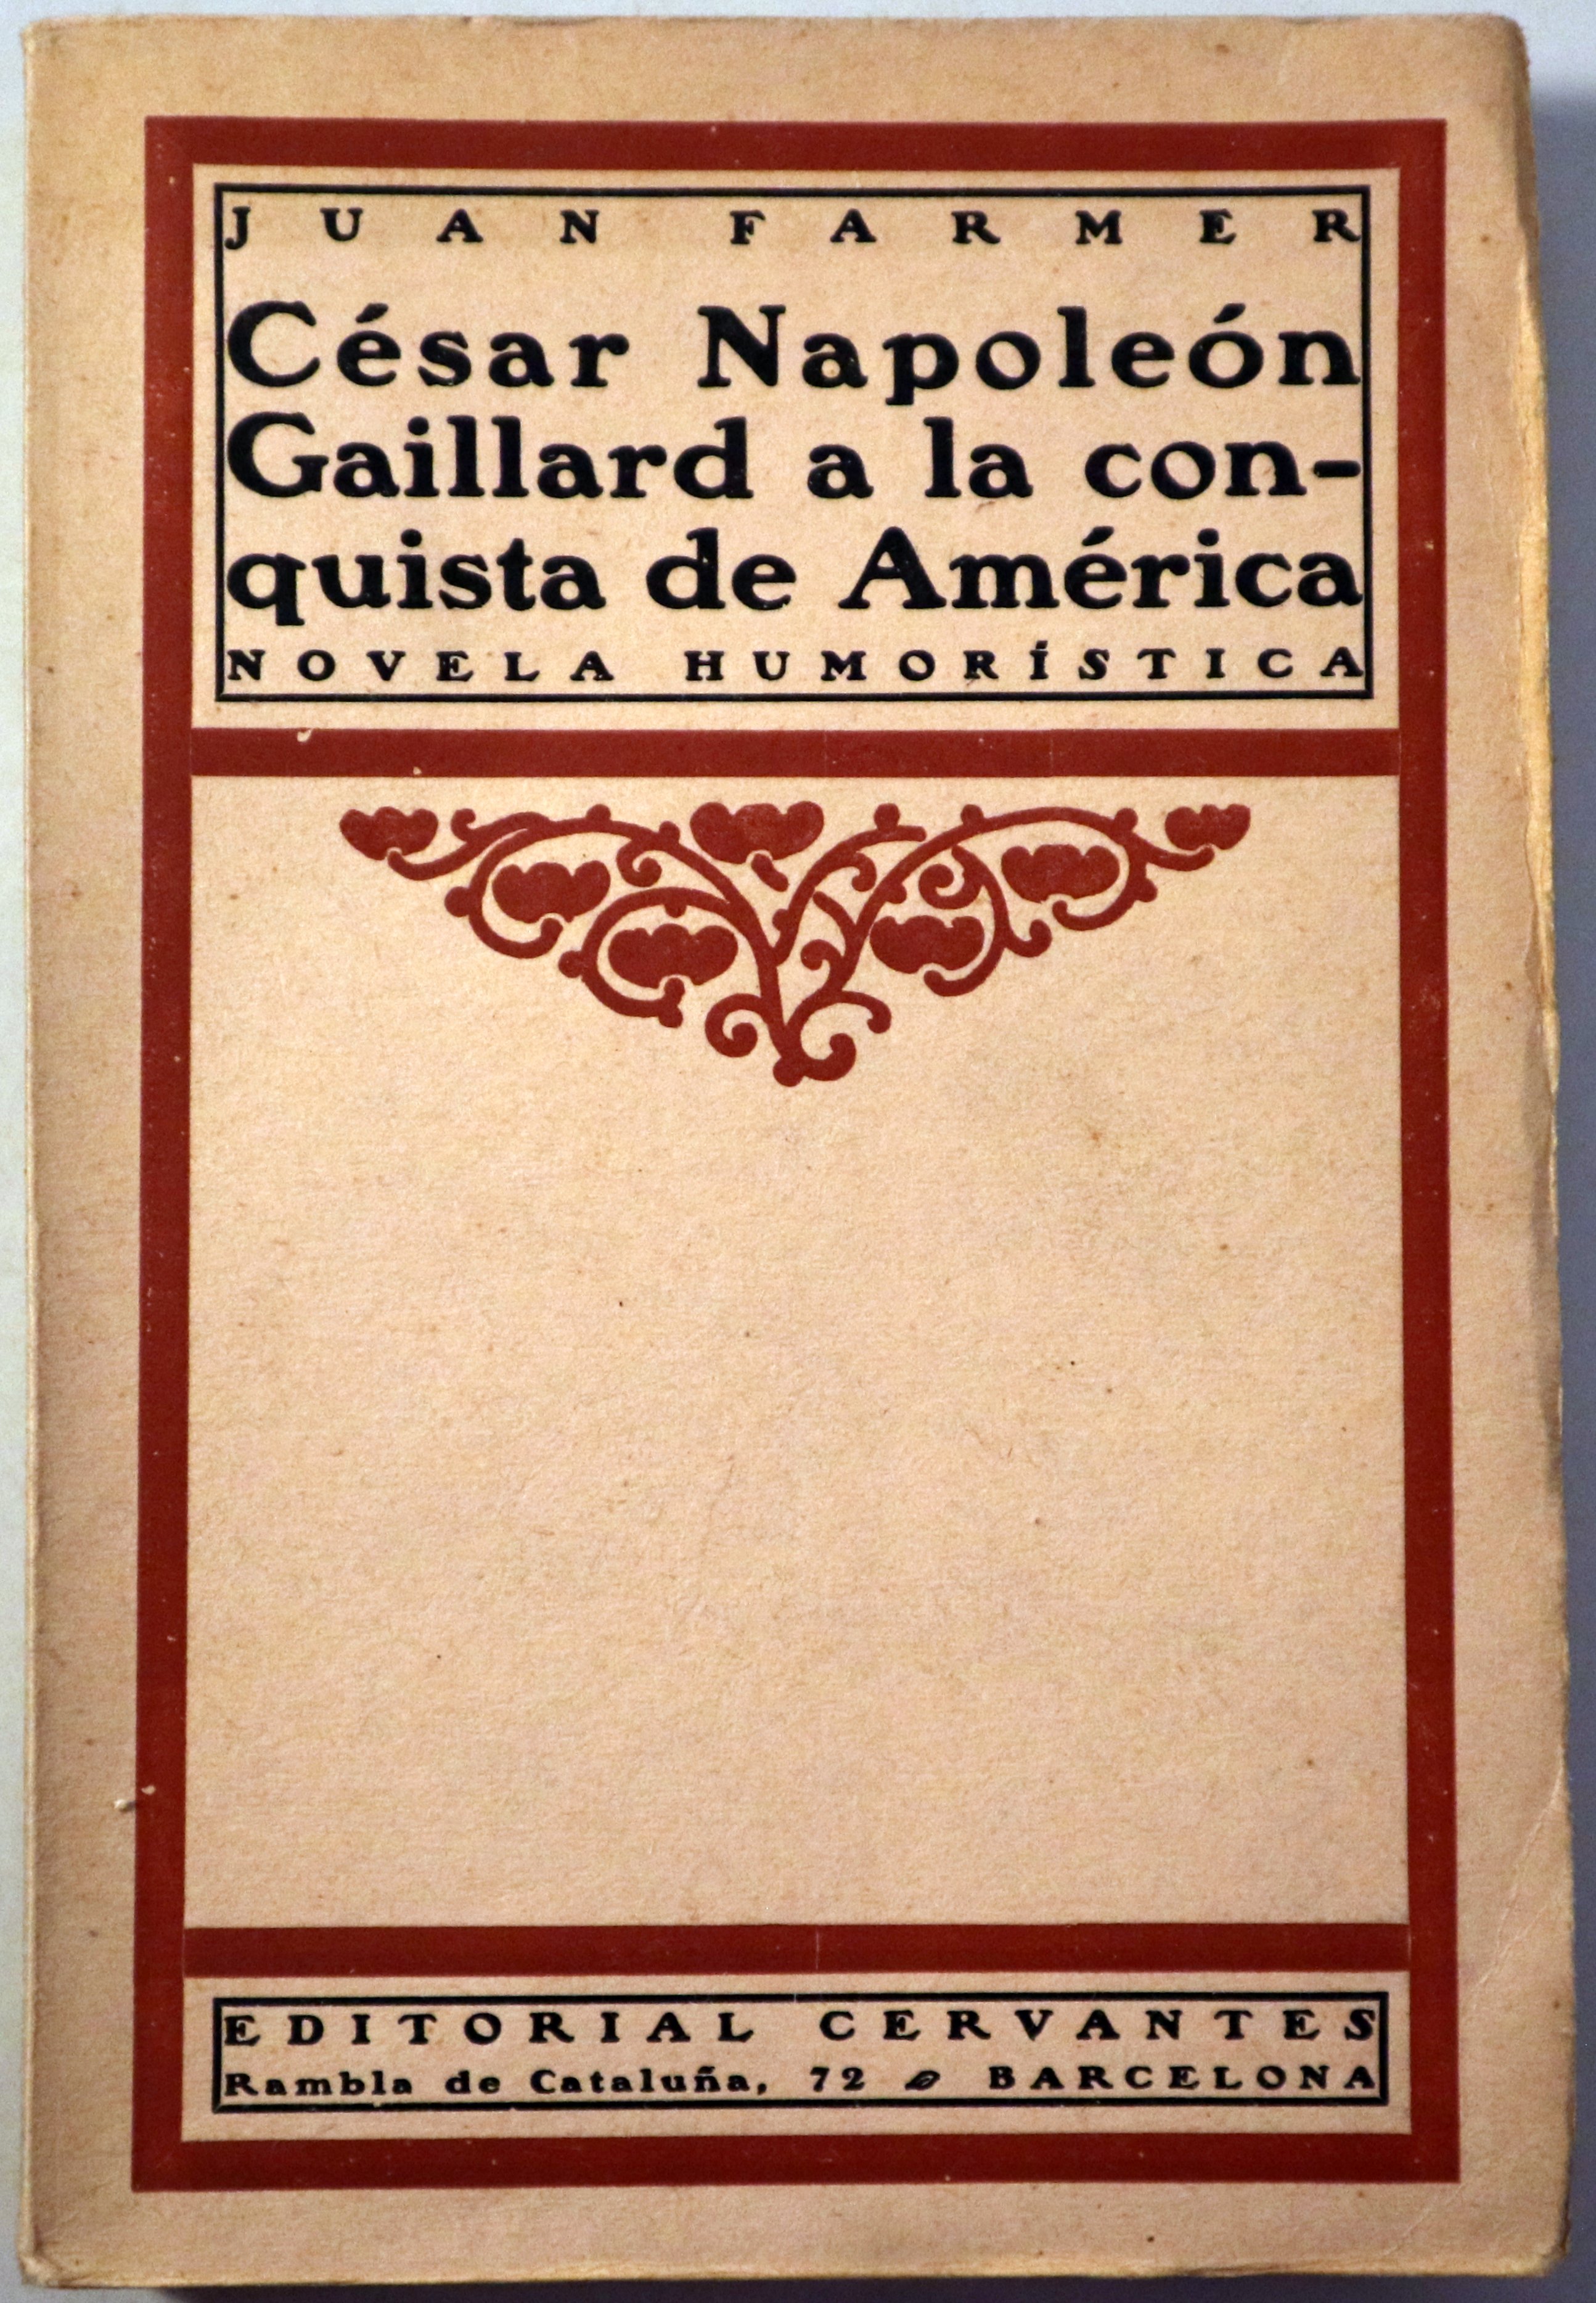 JUAN FARMER
César Napoleón
Gaillard a la con-
quista de América
NOVELA HUMORÍSTICA
EDITORIAL CERVANTES
Rambla de Cataluña, 72 BARCELONA